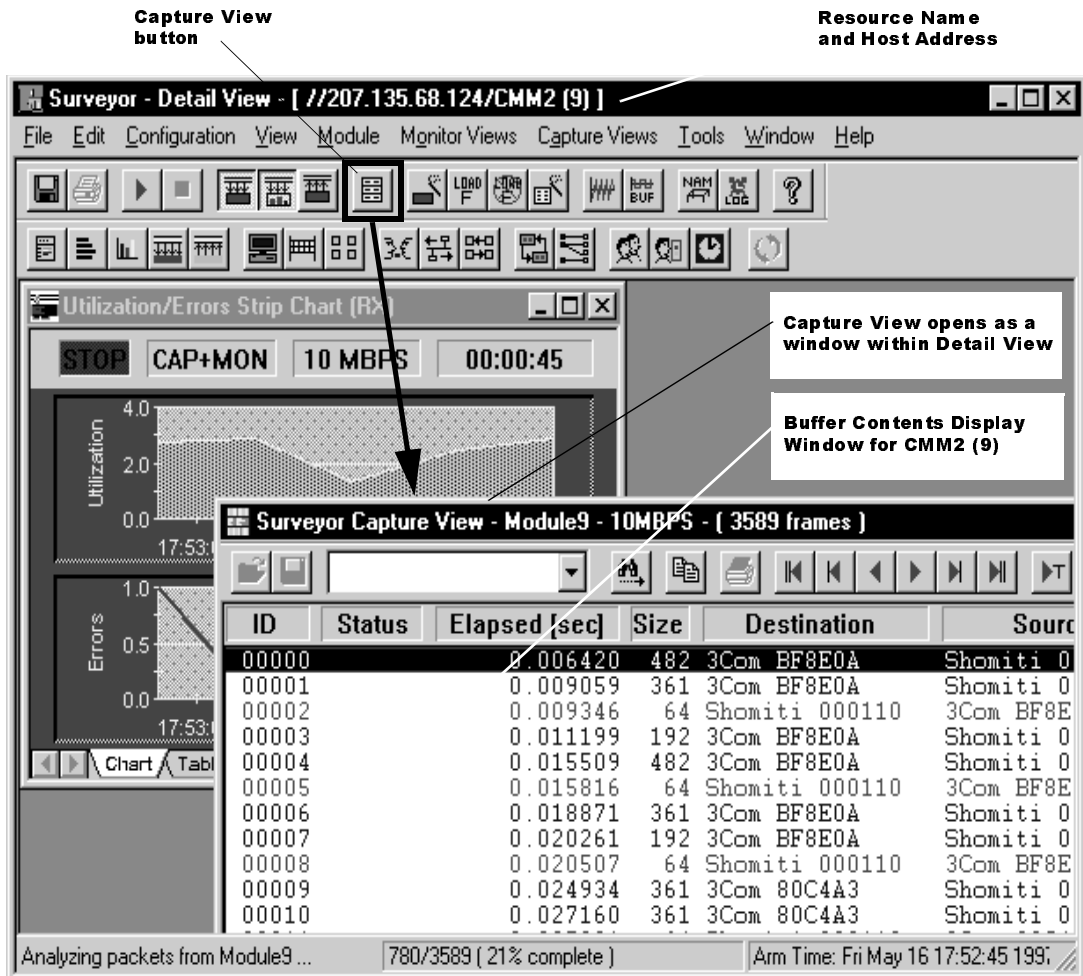 Capture View
button
Resource Name
and Host Address
Surveyor - Detail View - [ //207.135.68.124/CMM2 (9) ]
File Edit Configuration View Module Monitor Views Capture Views Tools Window Help
LOAD F BUF NAM LOG ?
Utilization/Errors Strip Chart (RX)
STOP CAP+MON 10 MBPS 00:00:45
Capture View opens as a
window within Detail View
Buffer Contents Display
Window for CMM2 (9)
4.0
Utilization
2.0
0.0
17:53:
1.0
Errors
0.5
0.0
17:53:
Chart Tabl
Surveyor Capture View - Module9 - 10MBPS - ( 3589 frames )
T
ID Status Elapsed [sec] Size Destination Sourc
00000 0.006420 482 3Com BF8E0A Shomiti 0
00001 0.009059 361 3Com BF8E0A Shomiti 0
00002 0.009346 64 Shomiti 000110 3Com BF8E
00003 0.011199 192 3Com BF8E0A Shomiti 0
00004 0.015509 482 3Com BF8E0A Shomiti 0
00005 0.015816 64 Shomiti 000110 3Com BF8E
00006 0.018871 361 3Com BF8E0A Shomiti 0
00007 0.020261 192 3Com BF8E0A Shomiti 0
00008 0.020507 64 Shomiti 000110 3Com BF8E
00009 0.024934 361 3Com 80C4A3 Shomiti 0
00010 0.027160 361 3Com 80C4A3 Shomiti 0
Analyzing packets from Module9 ... 780/3589 ( 21% complete ) Arm Time: Fri May 16 17:52:45 199